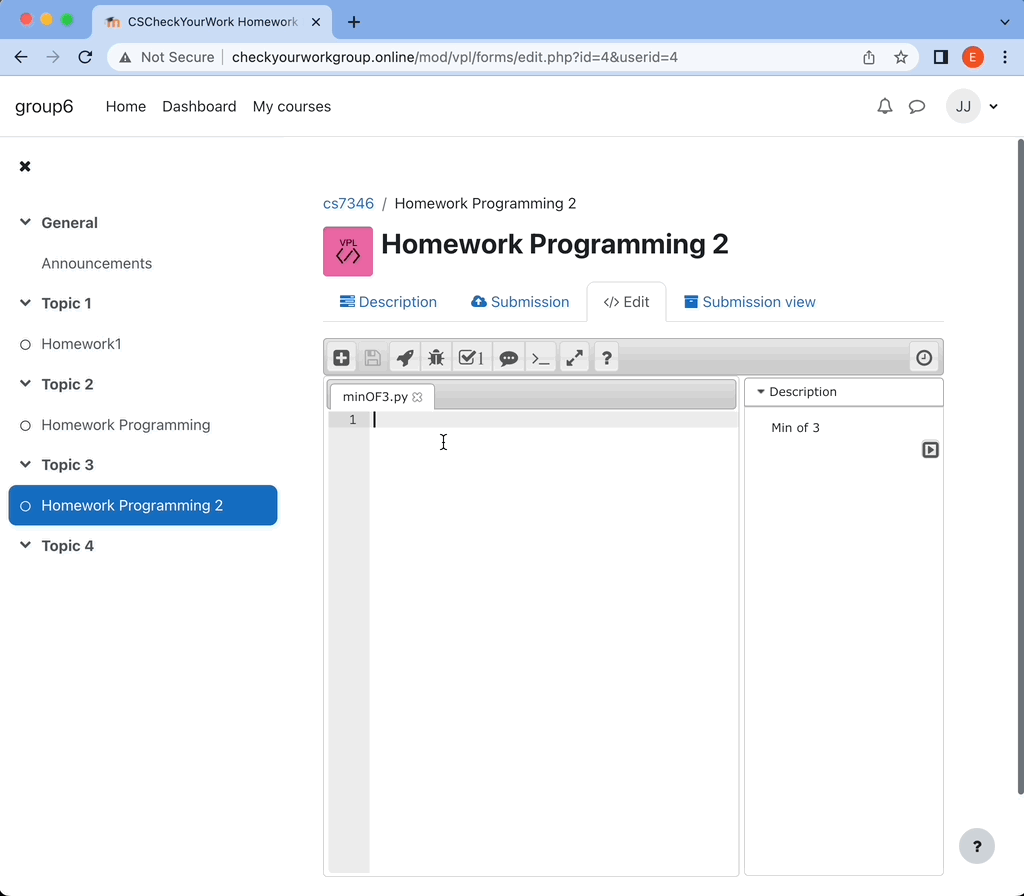 CSCheckYourWork Homework
Not Secure checkyourworkgroup.online/mod/vpl/forms/edit.php?id=4&userid=4
E
group6 Home Dashboard My courses JJ
General
Announcements
Topic 1
Homework1
Topic 2
Homework Programming
Topic 3
Homework Programming 2
Topic 4
cs7346 / Homework Programming 2
VPL
Homework Programming 2
Description Submission </> Edit Submission view
1 >_ ?
minOF3.py
1
Description
Min of 3
?